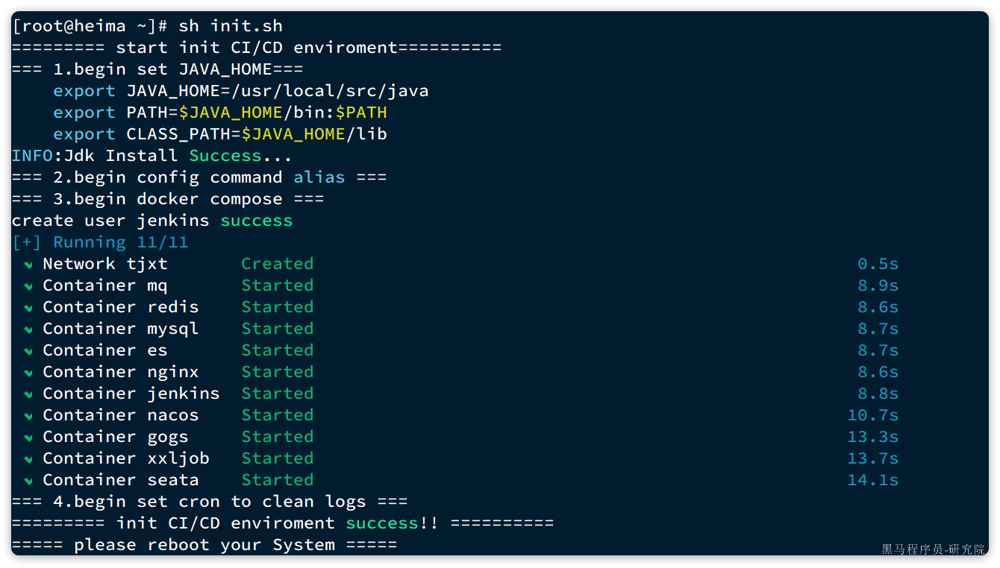 [root@heima ~]# sh init.sh
========= start init CI/CD enviroment==========
=== 1.begin set JAVA_HOME===
    export JAVA_HOME=/usr/local/src/java
    export PATH=$JAVA_HOME/bin:$PATH
    export CLASS_PATH=$JAVA_HOME/lib
INFO:Jdk Install Success...
=== 2.begin config command alias ===
=== 3.begin docker compose ===
create user jenkins success
[+] Running 11/11
Network tjxt Created 0.5s
Container mq Started 8.9s
Container redis Started 8.6s
Container mysql Started 8.7s
Container es Started 8.7s
Container nginx Started 8.6s
Container jenkins Started 8.8s
Container nacos Started 10.7s
Container gogs Started 13.3s
Container xxljob Started 13.7s
Container seata Started 14.1s
=== 4.begin set cron to clean logs ===
========= init CI/CD enviroment success!! ==========
===== please reboot your System =====
黑马程序员-研究院